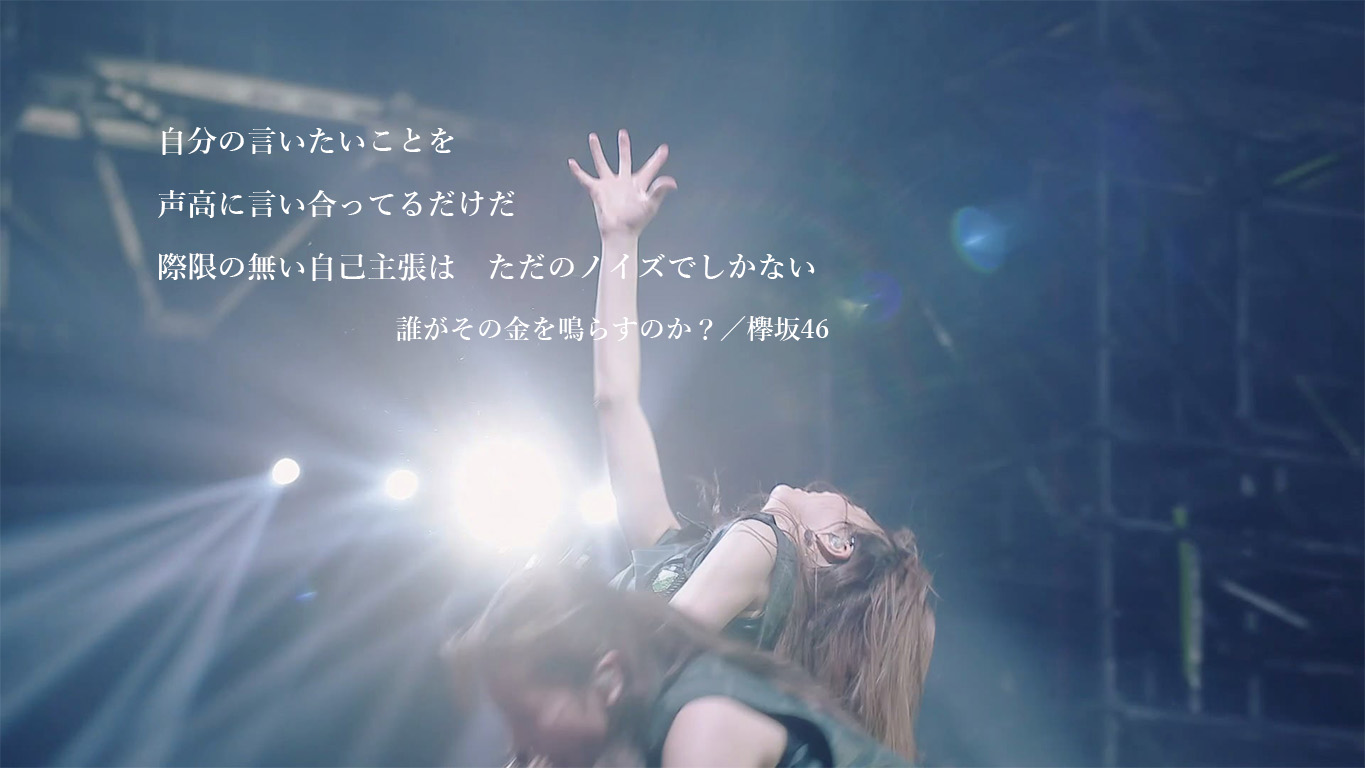 自分の言いたいことを
声高に言い合ってるだけだ
際限の無い自己主張は　ただのノイズでしかない
誰がその金を鳴らすのか？／欅坂46